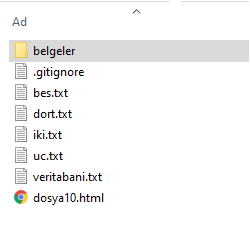 Ad
belgeler
.gitignore
bes.txt
dort.txt
iki.txt
uc.txt
veritabani.txt
dosya10.html